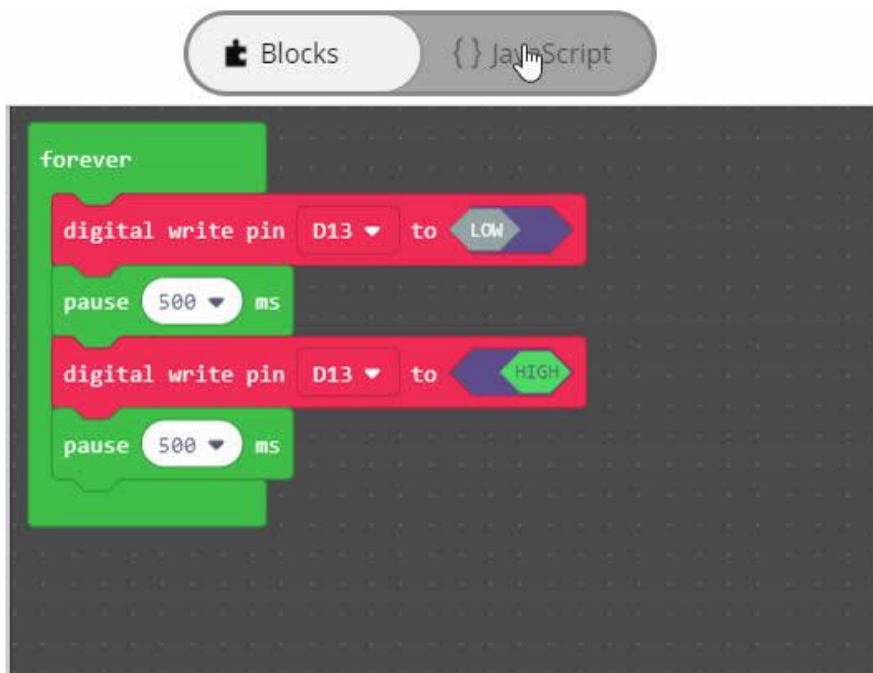 Blocks { } JavaScript
forever
digital write pin D13 to LOW
pause 500 ms
digital write pin D13 to HIGH
pause 500 ms